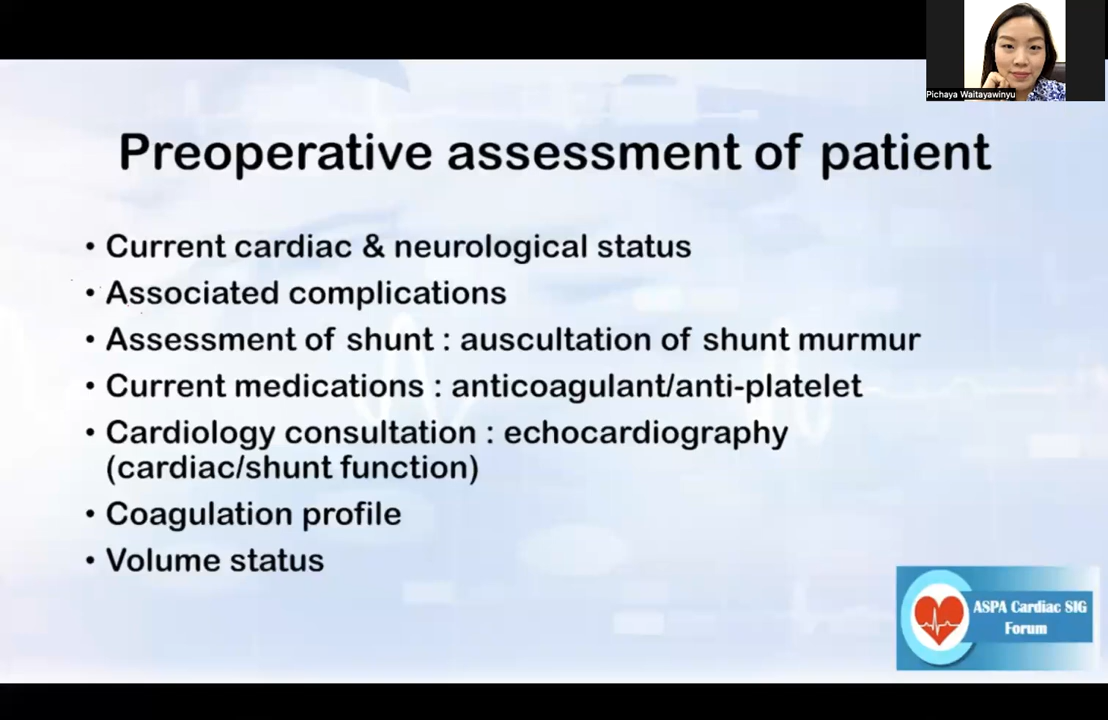 Pichaya Waitayawinyu
Preoperative assessment of patient
• Current cardiac & neurological status
• Associated complications
• Assessment of shunt : auscultation of shunt murmur
• Current medications : anticoagulant/anti-platelet
• Cardiology consultation : echocardiography
(cardiac/shunt function)
• Coagulation profile
• Volume status
ASPA Cardiac SIG
Forum